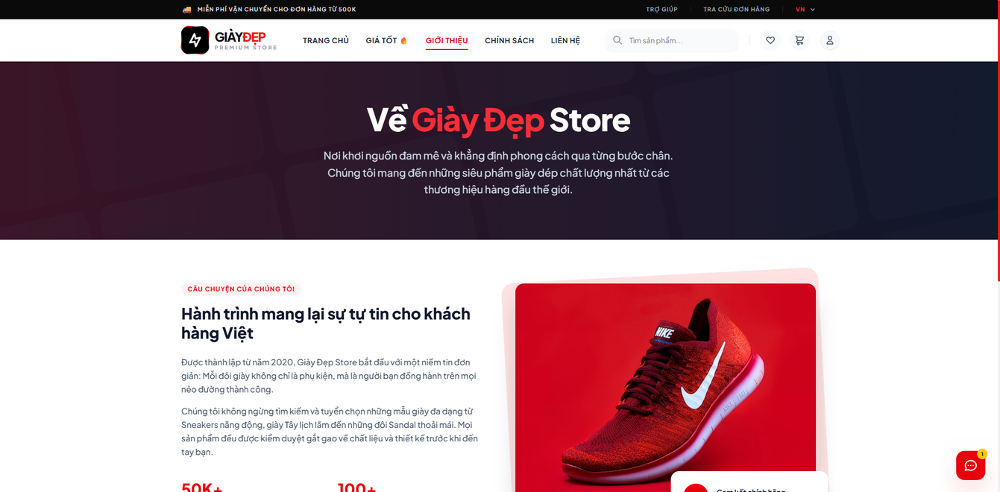 MIỄN PHÍ VẬN CHUYỂN CHO ĐƠN HÀNG TỪ 500K
TRỢ GIÚP
TRA CỨU ĐƠN HÀNG
VN
GIÀYĐẸP
PREMIUM STORE
TRANG CHỦ
GIÁ TỐT
GIỚI THIỆU
CHÍNH SÁCH
LIÊN HỆ
Tìm sản phẩm...
Về Giày Đẹp Store
Nơi khơi nguồn đam mê và khẳng định phong cách qua từng bước chân.
Chúng tôi mang đến những siêu phẩm giày dép chất lượng nhất từ các
thương hiệu hàng đầu thế giới.
CÂU CHUYỆN CỦA CHÚNG TÔI
Hành trình mang lại sự tự tin cho khách
hàng Việt
Được thành lập từ năm 2020, Giày Đẹp Store bắt đầu với một niềm tin đơn
giản: Mỗi đôi giày không chỉ là phụ kiện, mà là người bạn đồng hành trên mọi
nẻo đường thành công.
Chúng tôi không ngừng tìm kiếm và tuyển chọn những mẫu giày đa dạng từ
Sneakers năng động, giày Tây lịch lãm đến những đôi Sandal thoải mái. Mọi
sản phẩm đều được kiểm duyệt gắt gao về chất liệu và thiết kế trước khi đến
tay bạn.
50K+
100+
NIKE
Cam kết chính hãng
1